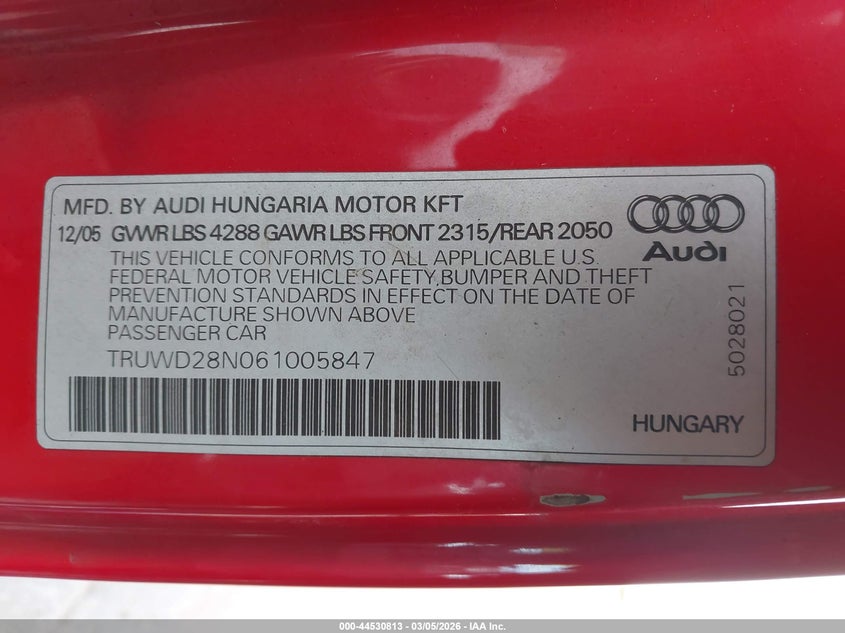 MFD. BY AUDI HUNGARIA MOTOR KFT
12/05 GVWR LBS 4288 GAWR LBS FRONT 2315/REAR 2050
THIS VEHICLE CONFORMS TO ALL APPLICABLE U.S.
FEDERAL MOTOR VEHICLE SAFETY,BUMPER AND THEFT
PREVENTION STANDARDS IN EFFECT ON THE DATE OF
MANUFACTURE SHOWN ABOVE
PASSENGER CAR
TRUWD28N061005847
Audi
5028021
HUNGARY
000-44530813 - 03/05/2026 - IAA Inc.